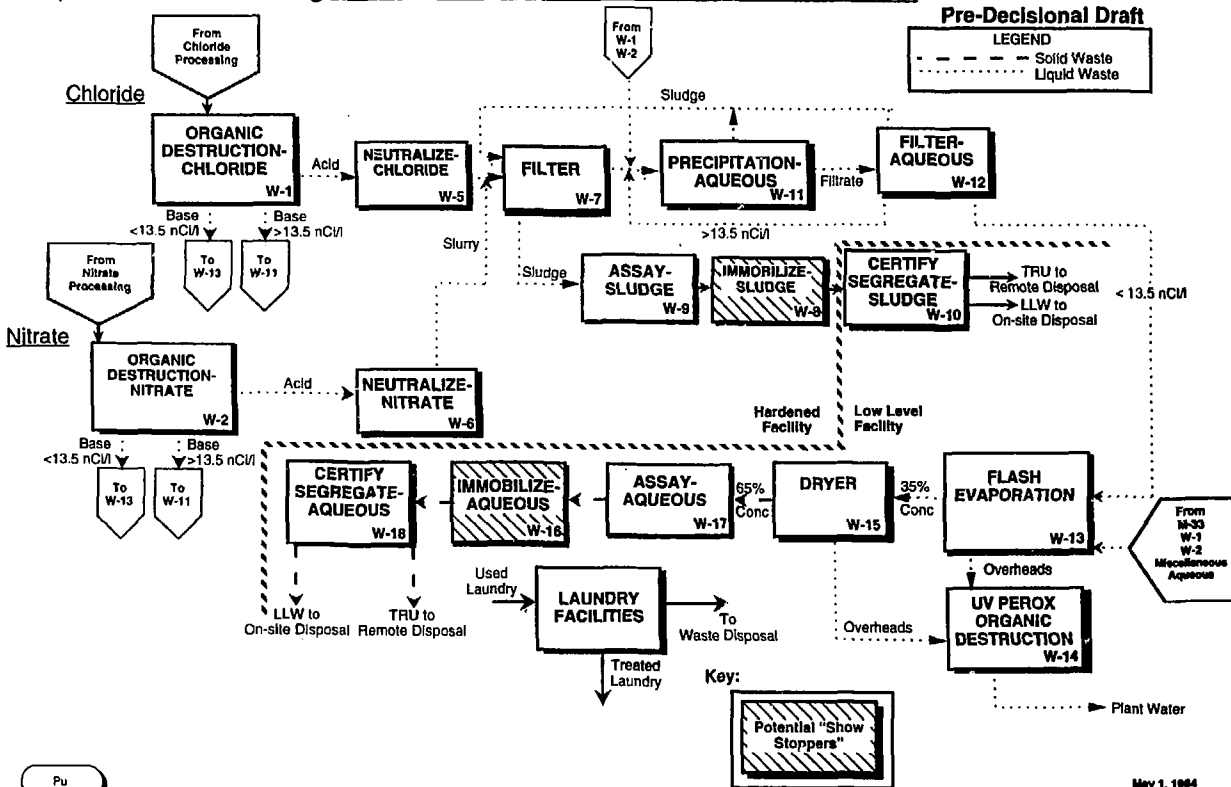 Pre-Decisional Draft
LEGEND
Solid Waste
Liquid Waste
From
Chloride
Processing
From
W-1
W-2
Chloride
Sludge
ORGANIC
DESTRUCTION-
CHLORIDE
W-1
Acid
NEUTRALIZE-
CHLORIDE
W-5
FILTER
W-7
PRECIPITATION-
AQUEOUS
W-11
Filtrate
FILTER-
AQUEOUS
W-12
Base
<13.5 nCi/l
Base
>13.5 nCi/l
To
W-13
To
W-11
Slurry
>13.5 nCi/l
From
Nitrate
Processing
Sludge
ASSAY-
SLUDGE
W-9
IMMORILIZE-
SLUDGE
W-8
CERTIFY
SEGREGATE-
SLUDGE
W-10
TRU to
Remote Disposal
LLW to
On-site Disposal
< 13.5 nCi/l
Nitrate
ORGANIC
DESTRUCTION-
NITRATE
W-2
Acid
NEUTRALIZE-
NITRATE
W-6
Hardened
Facility
Low Level
Facility
Base
<13.5 nCi/l
Base
>13.5 nCi/l
To
W-13
To
W-11
CERTIFY
SEGREGATE-
AQUEOUS
W-18
IMMOBILIZE-
AQUEOUS
W-16
ASSAY-
AQUEOUS
W-17
65%
Conc
DRYER
W-15
35%
Conc
FLASH
EVAPORATION
W-13
From
M-33
W-1
W-2
Miscellaneous
Aqueous
Overheads
LLW to
On-site Disposal
TRU to
Remote Disposal
Used
Laundry
LAUNDRY
FACILITIES
To
Waste Disposal
Treated
Laundry
Overheads
UV PEROX
ORGANIC
DESTRUCTION
W-14
Plant Water
Key:
Potential "Show
Stoppers"
Pu
May 1, 1994